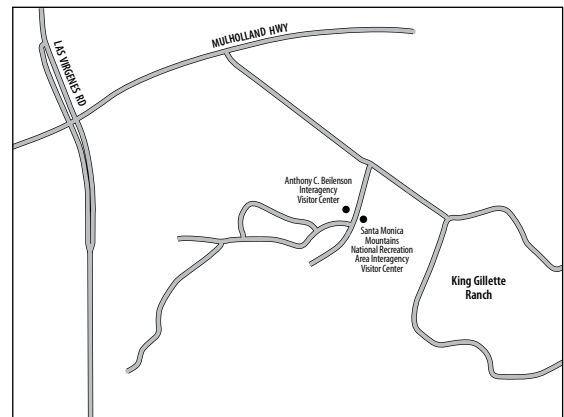 MULHOLLAND HWY
LAS VIRGENES RD
Anthony C. Beilenson
Interagency
Visitor Center
Santa Monica
Mountains
National Recreation
Area Interagency
Visitor Center
King Gillette
Ranch